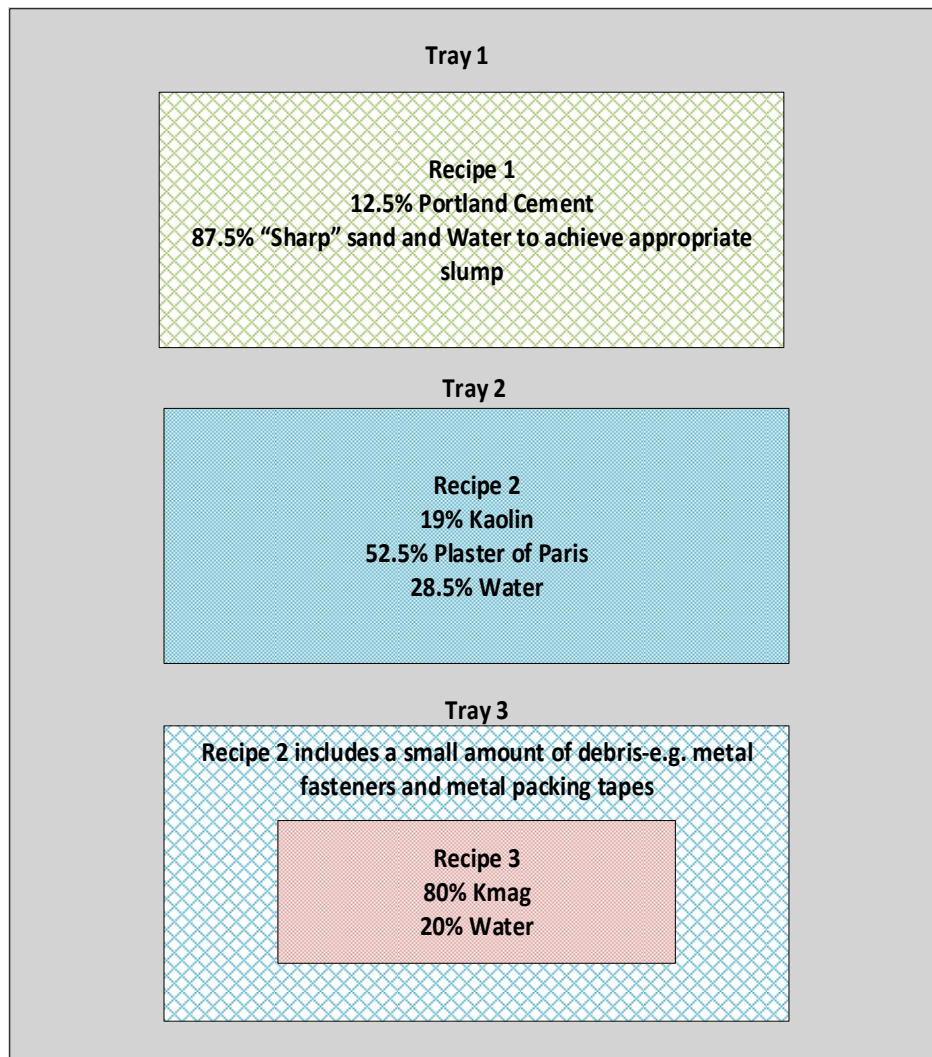 Tray 1
Recipe 1
12.5% Portland Cement
87.5% “Sharp” sand and Water to achieve appropriate
slump
Tray 2
Recipe 2
19% Kaolin
52.5% Plaster of Paris
28.5% Water
Tray 3
Recipe 2 includes a small amount of debris-e.g. metal
fasteners and metal packing tapes
Recipe 3
80% Kmag
20% Water